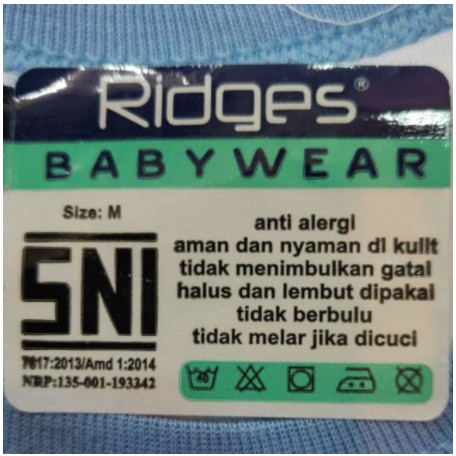 Ridges®
BABYWEAR
Size: M
SNI
7617:2013/Amd 1:2014
NRP:135-001-193342
anti alergi
aman dan nyaman di kulit
tidak menimbulkan gatal
halus dan lembut dipakai
tidak berbulu
tidak melar jika dicuci
40